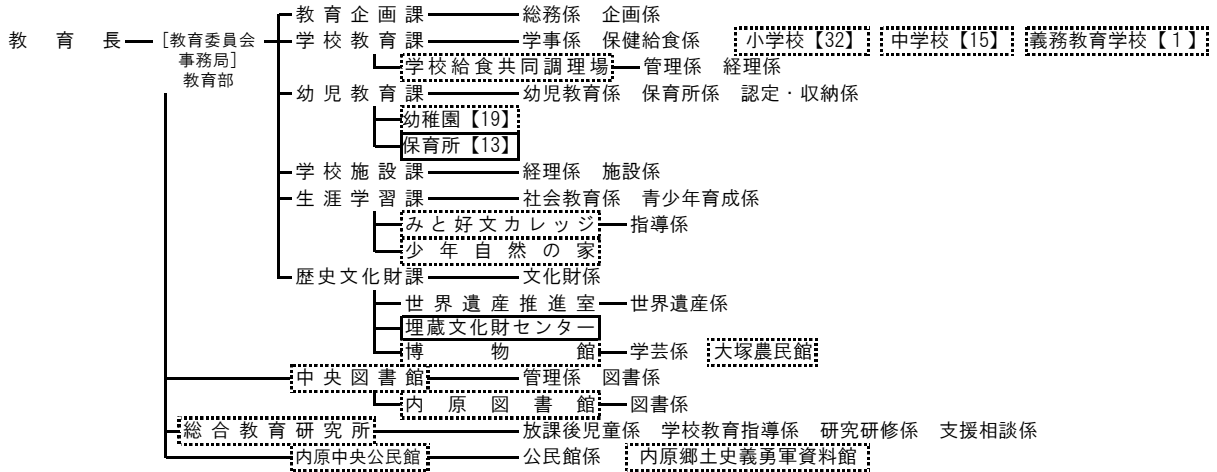 教育企画課 総務係 企画係
教育長 [教育委員会 学校教育課 学事係 保健給食係 小学校【32】 中学校【15】 義務教育学校【1】
事務局] 学校給食共同調理場 管理係 経理係
教育部
幼児教育課 幼児教育係 保育所係 認定・収納係
幼稚園【19】
保育所【13】
学校施設課 経理係 施設係
生涯学習課 社会教育係 青少年育成係
みと好文カレッジ 指導係
少年自然の家
歴史文化財課 文化財係
世界遺産推進室 世界遺産係
埋蔵文化財センター
博物館 学芸係 大塚農民館
中央図書館 管理係 図書係
内原図書館 図書係
総合教育研究所 放課後児童係 学校教育指導係 研究研修係 支援相談係
内原中央公民館 公民館係 内原郷土史義勇軍資料館